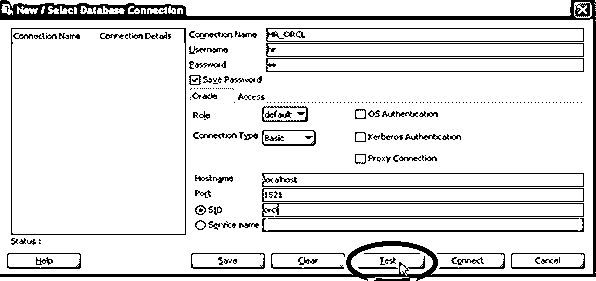 New / Select Database Connection
Connection Name Connection Details
Connection Name HR_ORCL
Username hr
Password **
Save Password
Oracle Access
Role default OS Authentication
Connection Type Basic Kerberos Authentication
Proxy Connection
Hostname localhost
Port 1521
SID orcl
Service name
Status :
Help Save Clear Test Connect Cancel